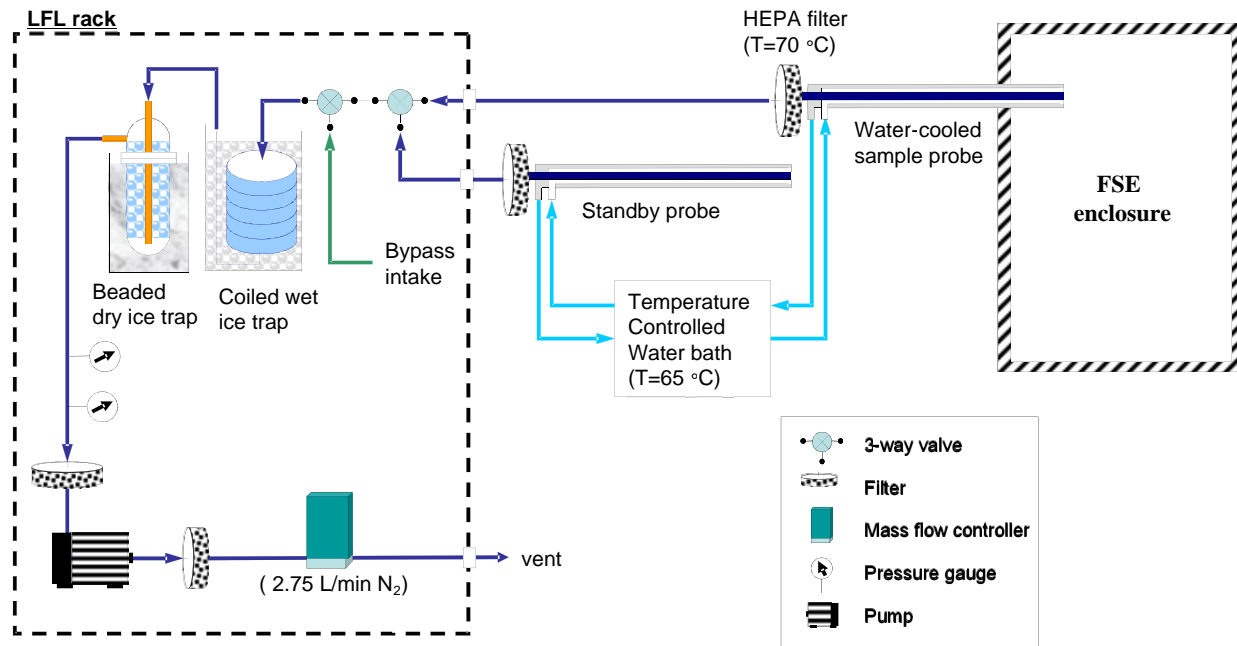 LFL rack
HEPA filter
(T=70 °C)
Water-cooled
sample probe
FSE
enclosure
Standby probe
Bypass
intake
Beaded
dry ice trap
Coiled wet
ice trap
Temperature
Controlled
Water bath
(T=65 °C)
3-way valve
Filter
Mass flow controller
Pressure gauge
Pump
vent
( 2.75 L/min N₂)